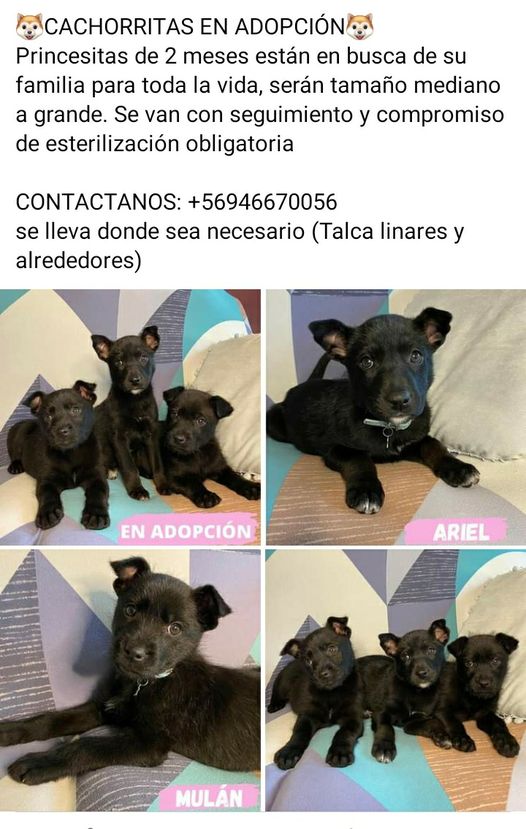 🐶CACHORRITAS EN ADOPCIÓN🐶
Princesitas de 2 meses están en busca de su
familia para toda la vida, serán tamaño mediano
a grande. Se van con seguimiento y compromiso
de esterilización obligatoria
CONTACTANOS: +56946670056
se lleva donde sea necesario (Talca linares y
alrededores)
EN ADOPCIÓN
ARIEL
MULÁN